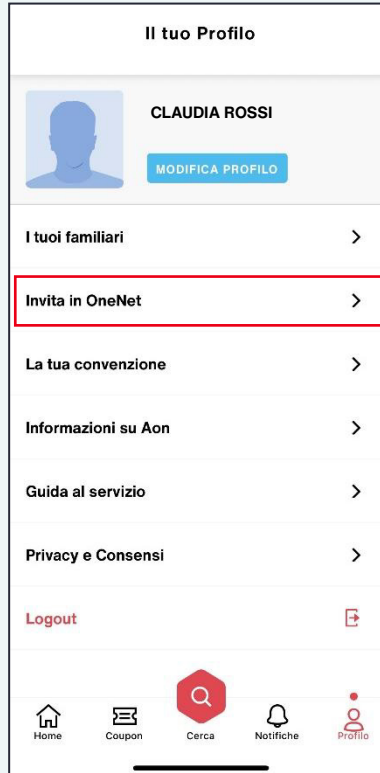 Il tuo Profilo
CLAUDIA ROSSI
MODIFICA PROFILO
I tuoi familiari
Invita in OneNet
La tua convenzione
Informazioni su Aon
Guida al servizio
Privacy e Consensi
Logout
Home Coupon Cerca Notifiche Profilo